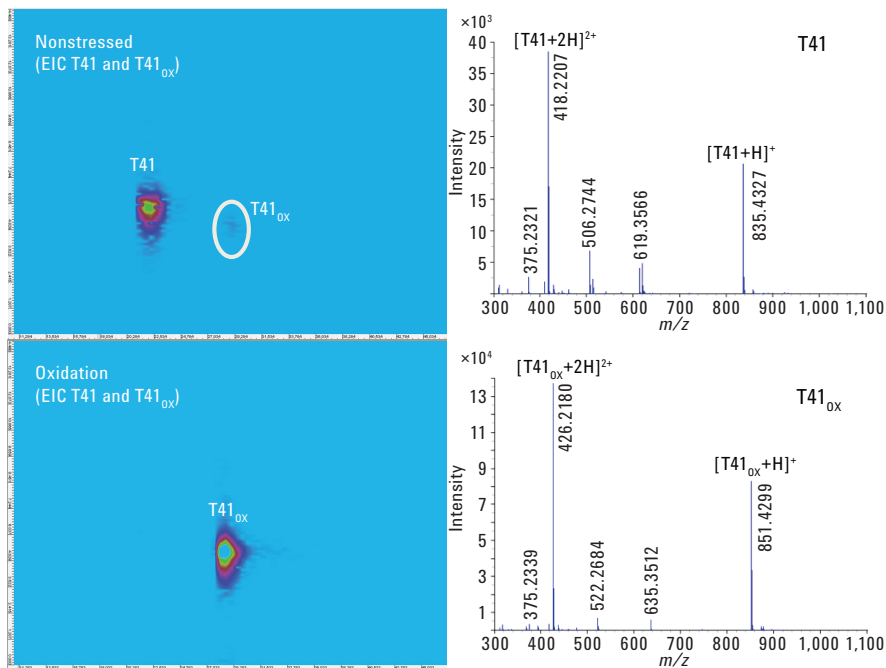 Nonstressed
(EIC T41 and T41OX)
T41
T41OX
×10³
40
35
30
25
20
15
10
5
Intensity
[T41+2H]²⁺
418.2207
T41
[T41+H]⁺
835.4327
375.2321
506.2744
619.3566
300 400 500 600 700 800 900 1,000 1,100
m/z
Oxidation
(EIC T41 and T41OX)
T41OX
×10⁴
13
11
9
7
5
3
1
Intensity
[T41OX+2H]²⁺
426.2180
T41OX
[T41OX+H]⁺
851.4299
375.2339
522.2684
635.3512
300 400 500 600 700 800 900 1,000 1,100
m/z